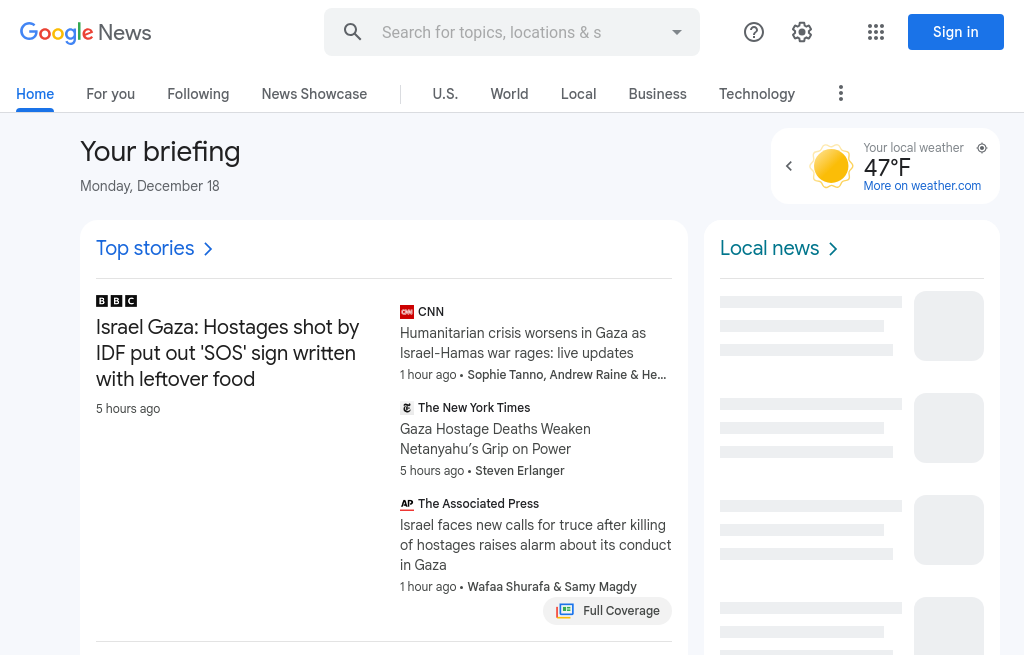 Google News
Search for topics, locations & s
Sign in
Home
For you
Following
News Showcase
U.S.
World
Local
Business
Technology
Your briefing
Monday, December 18
Your local weather
47°F
More on weather.com
Top stories
BBC
Israel Gaza: Hostages shot by
IDF put out 'SOS' sign written
with leftover food
5 hours ago
CNN
Humanitarian crisis worsens in Gaza as
Israel-Hamas war rages: live updates
1 hour ago • Sophie Tanno, Andrew Raine & He...
The New York Times
Gaza Hostage Deaths Weaken
Netanyahu’s Grip on Power
5 hours ago • Steven Erlanger
AP The Associated Press
Israel faces new calls for truce after killing
of hostages raises alarm about its conduct
in Gaza
1 hour ago • Wafaa Shurafa & Samy Magdy
Full Coverage
Local news